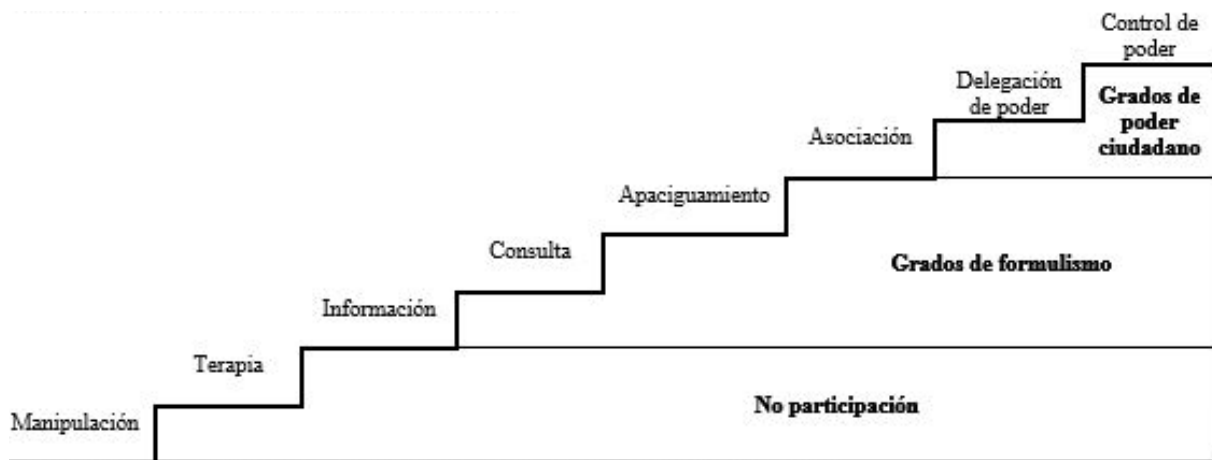 Control de
poder
Delegación
de poder
Grados de
poder
ciudadano
Asociación
Apaciguamiento
Consulta
Grados de formulismo
Información
Terapia
No participación
Manipulación